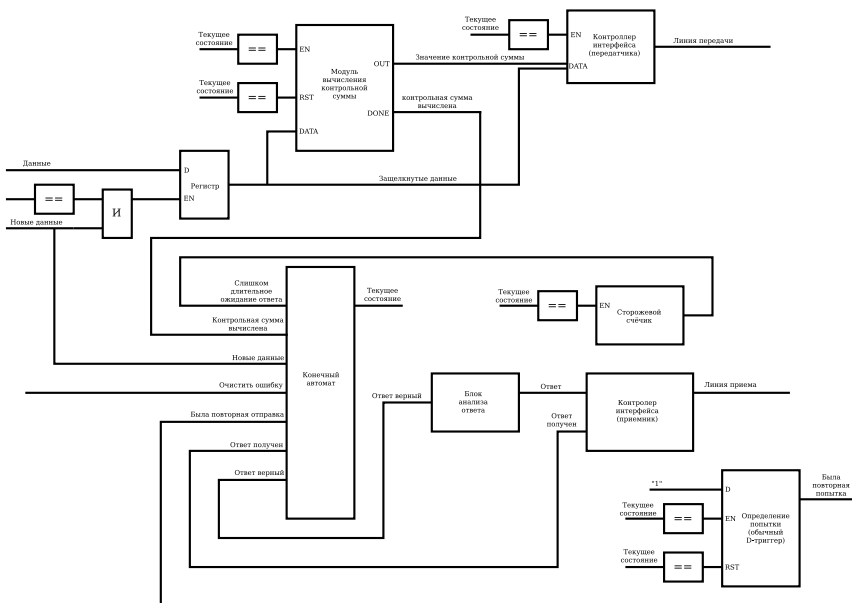 Текущее
состояние
==
EN
Текущее
состояние
==
RST
Модуль
вычисления
контрольной
суммы
OUT
DONE
DATA
Значение контрольной суммы
контрольная сумма
вычислена
Текущее
состояние
==
EN
Контроллер
интерфейса
(передатчика)
DATA
Линия передачи
Данные
D
Регистр
EN
==
И
Новые данные
Защелкнутые данные
Слишком
длительное
ожидание ответа
Контрольная сумма
вычислена
Новые данные
Очистить ошибку
Была повторная отправка
Ответ получен
Ответ верный
Конечный
автомат
Текущее
состояние
Текущее
состояние
==
EN
Сторожевой
счёчик
Ответ верный
Блок
анализа
ответа
Ответ
Ответ
получен
Контролер
интерфейса
(приемник)
Линия приема
"1"
D
Текущее
состояние
==
EN
Определение
попытки
(обычный
D-триггер)
Текущее
состояние
==
RST
Была
повторная
попытка